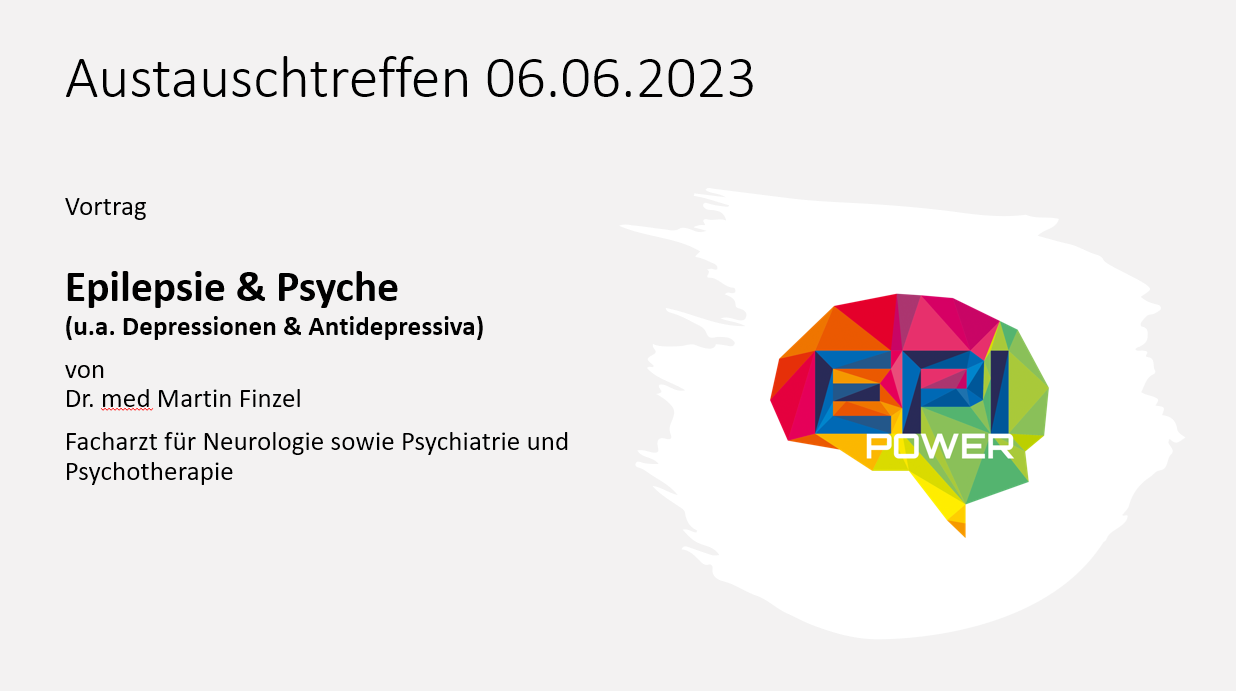 Austauschtreffen 06.06.2023
Vortrag
Epilepsie & Psyche
(u.a. Depressionen & Antidepressiva)
von
Dr. med Martin Finzel
Facharzt für Neurologie sowie Psychiatrie und
Psychotherapie
EPI
POWER